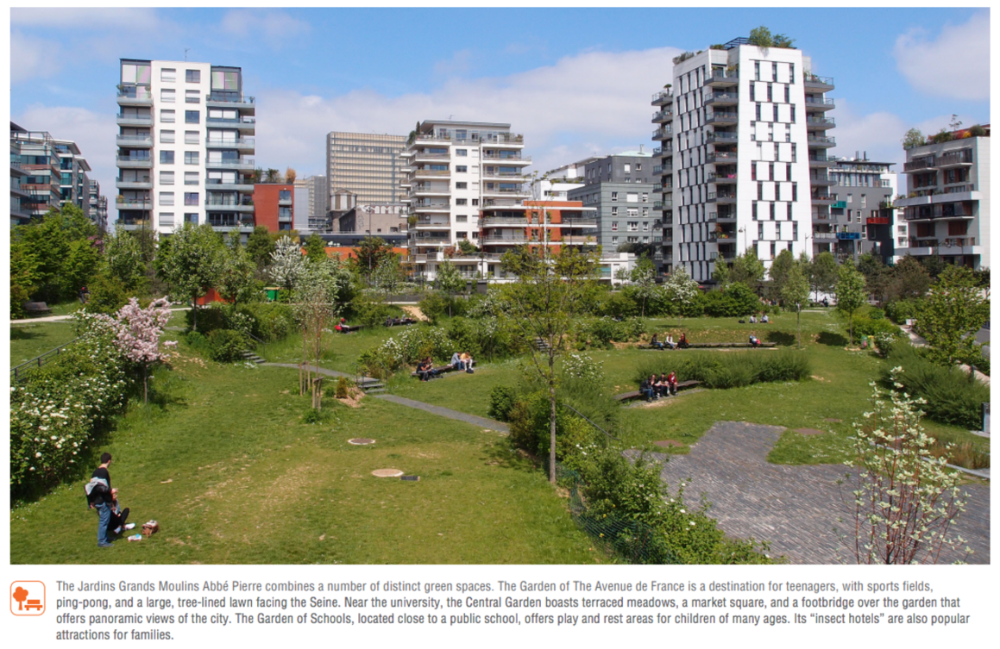 The Jardins Grands Moulins Abbé Pierre combines a number of distinct green spaces. The Garden of The Avenue de France is a destination for teenagers, with sports fields,
ping-pong, and a large, tree-lined lawn facing the Seine. Near the university, the Central Garden boasts terraced meadows, a market square, and a footbridge over the garden that
offers panoramic views of the city. The Garden of Schools, located close to a public school, offers play and rest areas for children of many ages. Its “insect hotels” are also popular
attractions for families.